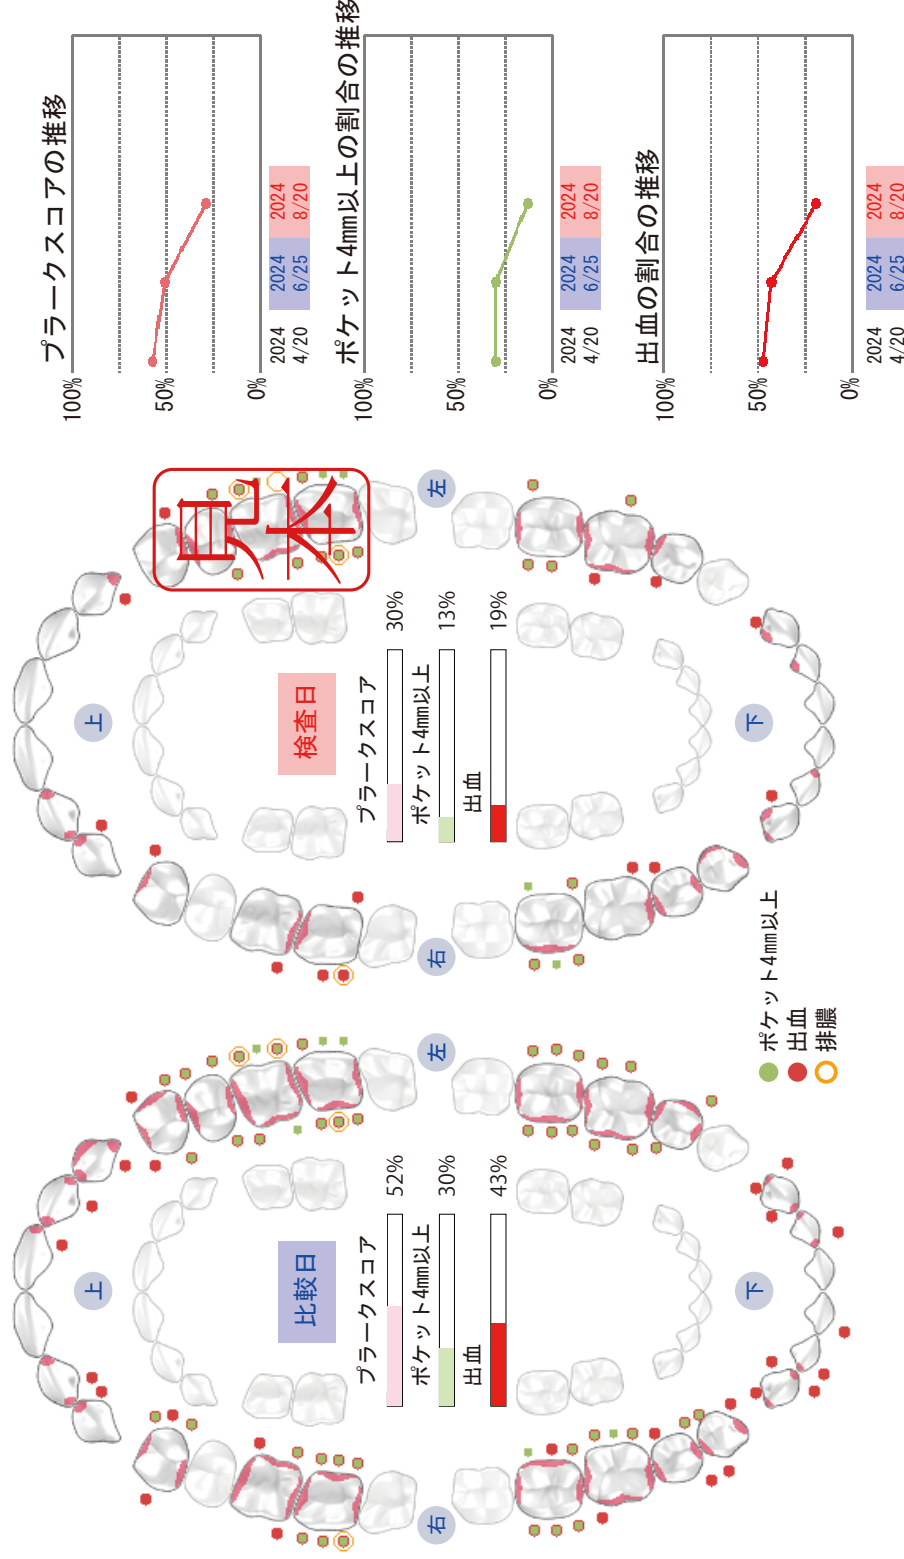 比較日
上
右
左
下
プラークスコア
52%
ポケット4mm以上
30%
出血
43%
検査日
上
右
左
下
プラークスコア
30%
ポケット4mm以上
13%
出血
19%
見本
ポケット4mm以上
出血
排膿
プラークスコアの推移
100%
50%
0%
2024 2024 2024
4/20 6/25 8/20
ポケット4mm以上の割合の推移
100%
50%
0%
2024 2024 2024
4/20 6/25 8/20
出血の割合の推移
100%
50%
0%
2024 2024 2024
4/20 6/25 8/20